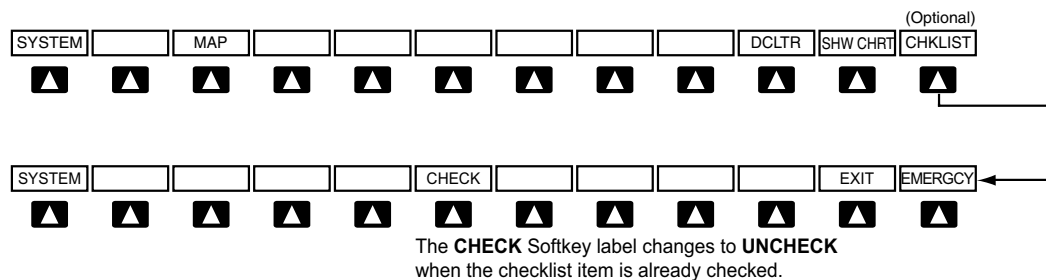 (Optional)
SYSTEM MAP DCLTR SHW CHRT CHKLIST
SYSTEM CHECK EXIT EMERGCY
The CHECK Softkey label changes to UNCHECK
when the checklist item is already checked.